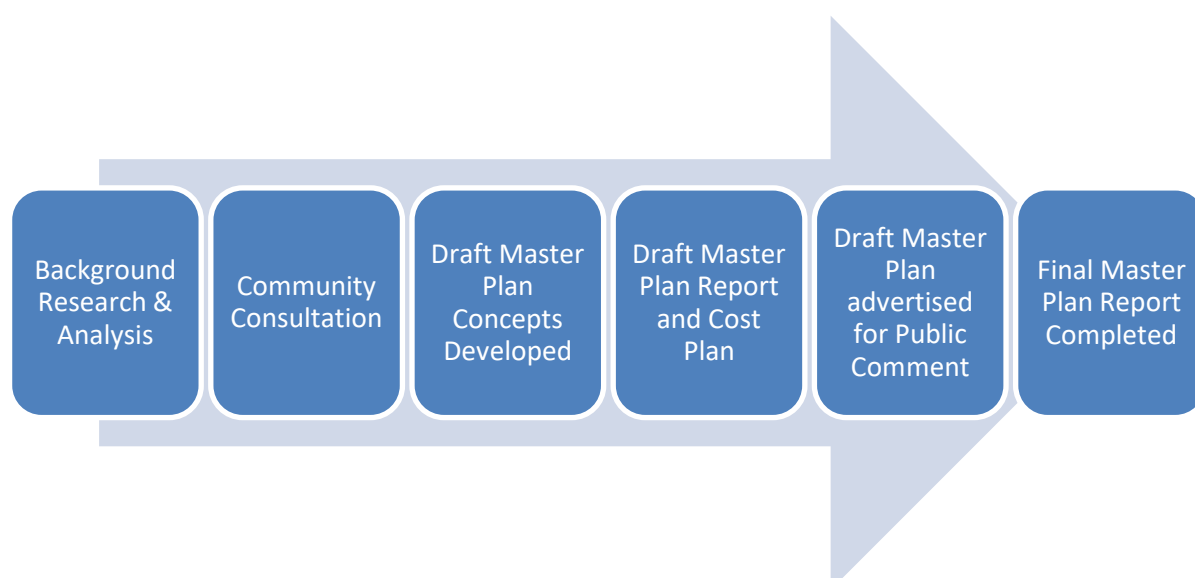 Background
Research &
Analysis
Community
Consultation
Draft Master
Plan
Concepts
Developed
Draft Master
Plan Report
and Cost
Plan
Draft Master
Plan
advertised
for Public
Comment
Final Master
Plan Report
Completed